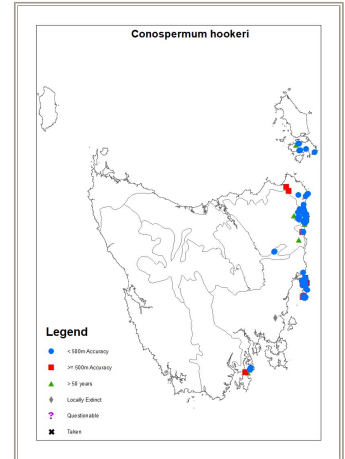 Conospermum hookeri
Legend
< 500m Accuracy
>= 500m Accuracy
> 50 years
Locally Extinct
Questionable
Taken